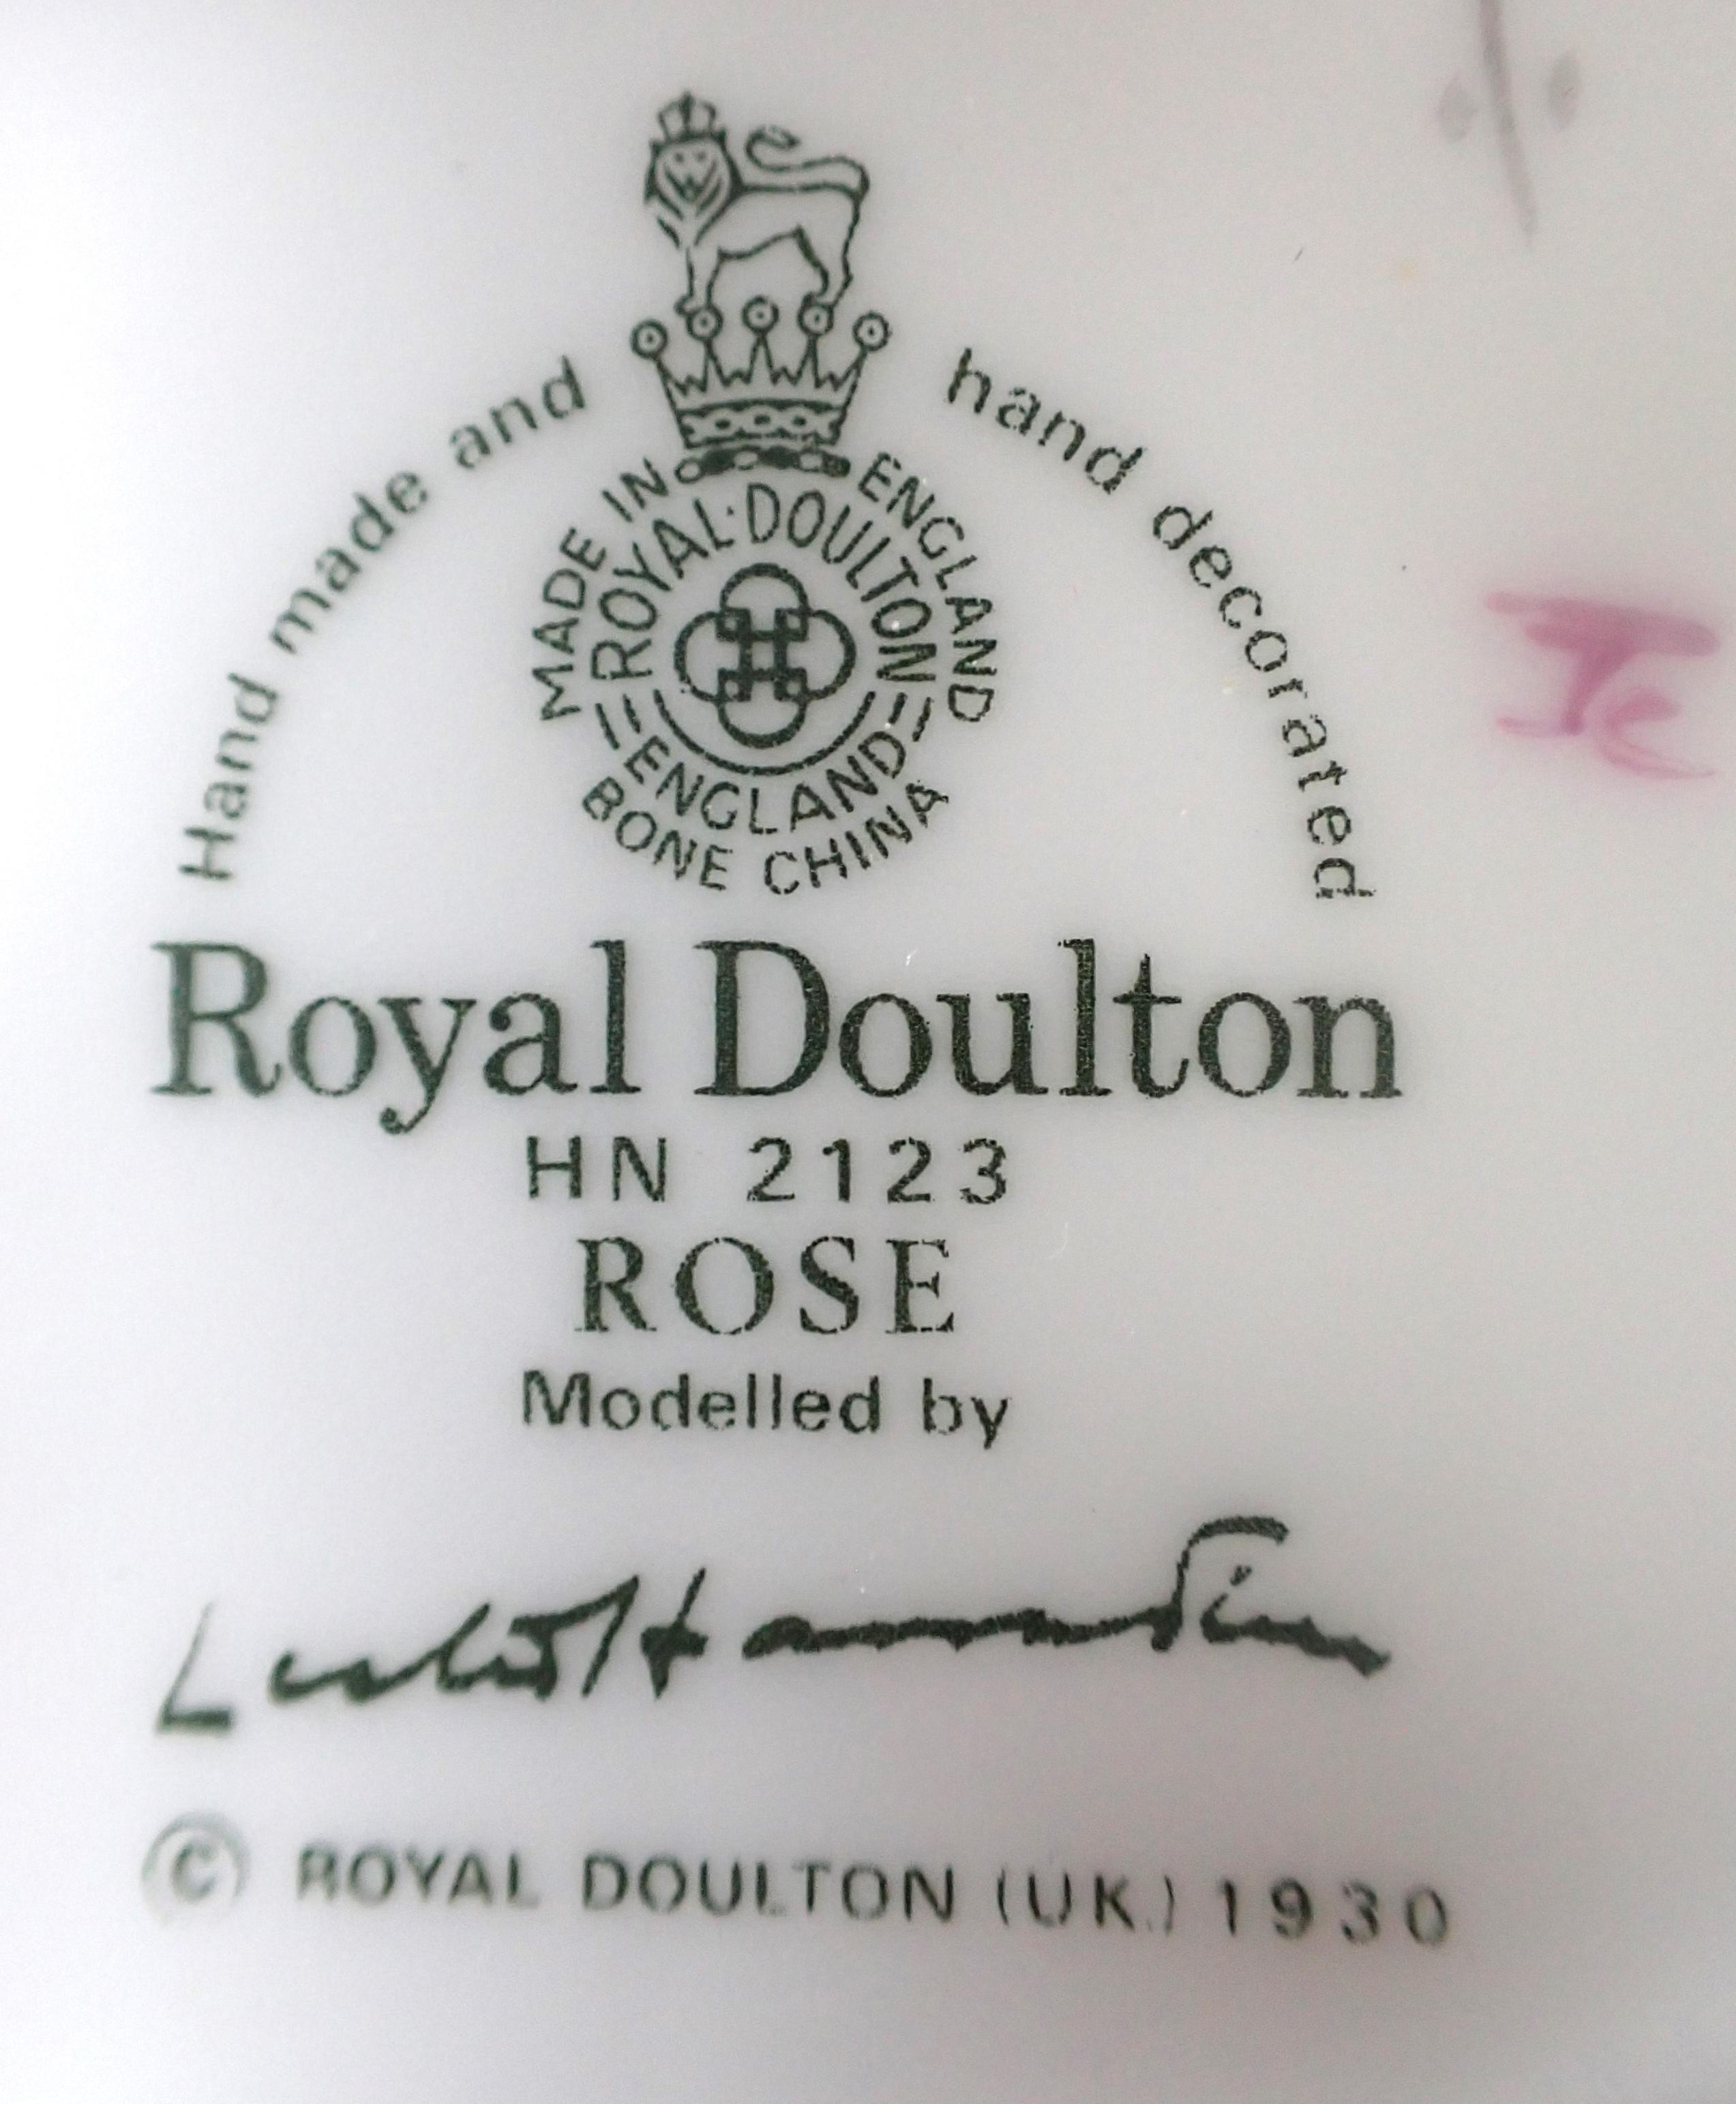 Hand made and hand decorated
MADE IN ENGLAND
ROYAL·DOULTON
ENGLAND
BONE CHINA
Royal Doulton
HN 2123
ROSE
Modelled by
© ROYAL DOULTON (UK.) 1930